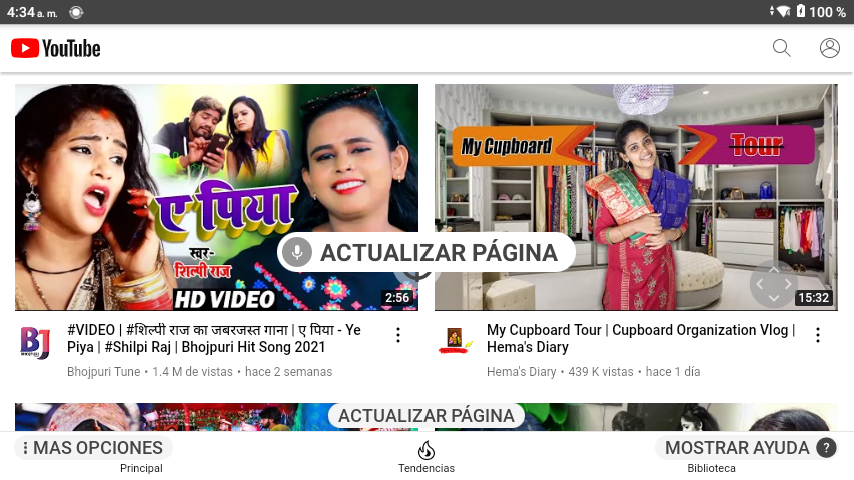 4:34 a. m.
100 %
YouTube
My Cupboard
Tour
ए पिया
स्वर-
शिल्पी राज
HD VIDEO
2:56
ACTUALIZAR PÁGINA
15:32
BJ
#VIDEO | #शिल्पी राज का जबरजस्त गाना | ए पिया - Ye
Piya | #Shilpi Raj | Bhojpuri Hit Song 2021
Bhojpuri Tune • 1.4 M de vistas • hace 2 semanas
My Cupboard Tour | Cupboard Organization Vlog |
Hema's Diary
Hema's Diary • 439 K vistas • hace 1 día
ACTUALIZAR PÁGINA
MAS OPCIONES
MOSTRAR AYUDA ?
Principal
Tendencias
Biblioteca